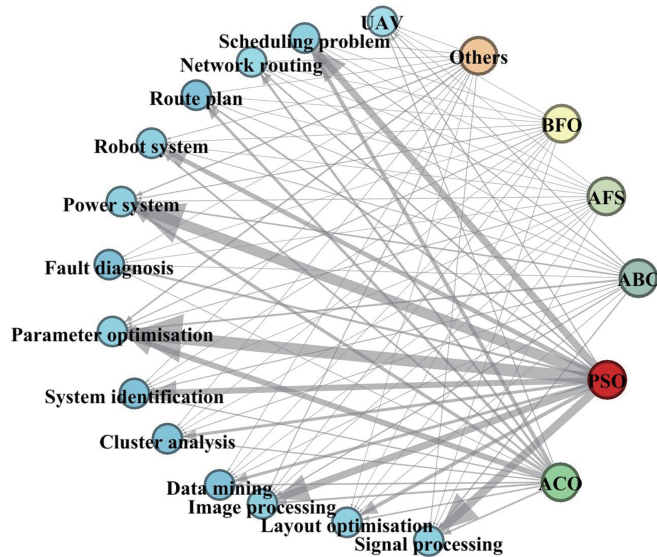 UAV
Scheduling problem
Others
Network routing
Route plan
BFO
Robot system
AFS
Power system
Fault diagnosis
ABC
Parameter optimisation
PSO
System identification
Cluster analysis
ACO
Data mining
Image processing
Layout optimisation
Signal processing